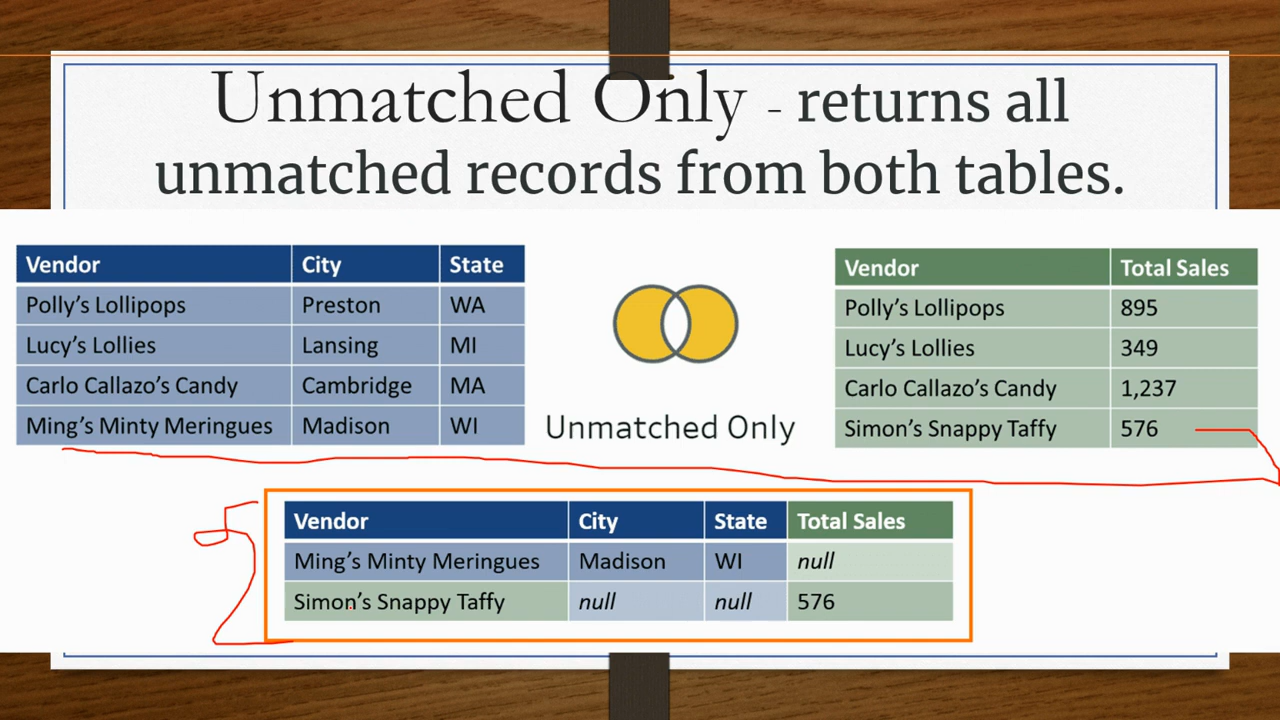 Unmatched Only - returns all
unmatched records from both tables.
Vendor City State
Polly's Lollipops Preston WA
Lucy's Lollies Lansing MI
Carlo Callazo's Candy Cambridge MA
Ming's Minty Meringues Madison WI
Unmatched Only
Vendor Total Sales
Polly's Lollipops 895
Lucy's Lollies 349
Carlo Callazo's Candy 1,237
Simon's Snappy Taffy 576
Vendor City State Total Sales
Ming's Minty Meringues Madison WI null
Simon's Snappy Taffy null null 576